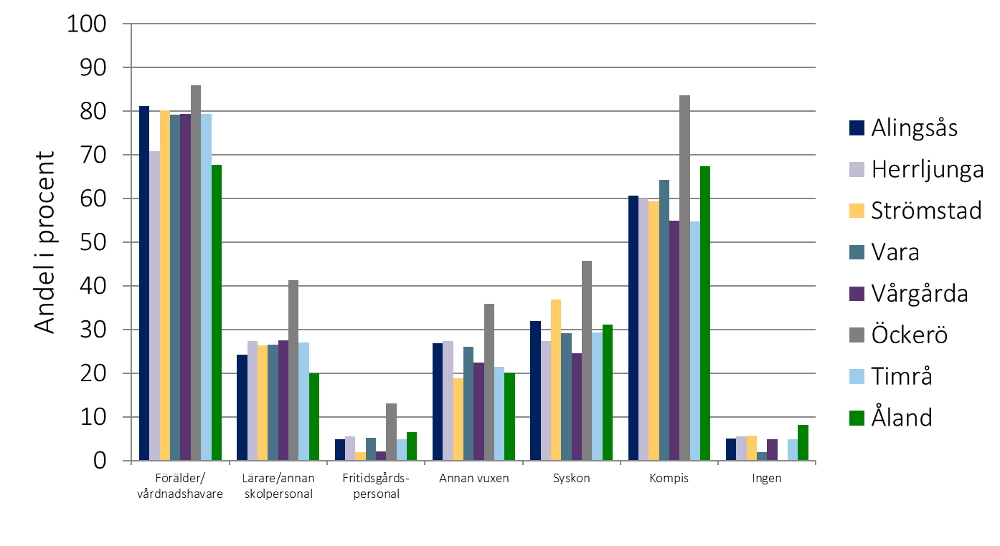 100
90
80
70
60
50
40
30
20
10
0
Andel i procent
Förälder/
vårdnadshavare
Lärare/annan
skolpersonal
Fritidsgårds-
personal
Annan vuxen
Syskon
Kompis
Ingen
Alingsås
Herrljunga
Strömstad
Vara
Vårgårda
Öckerö
Timrå
Åland